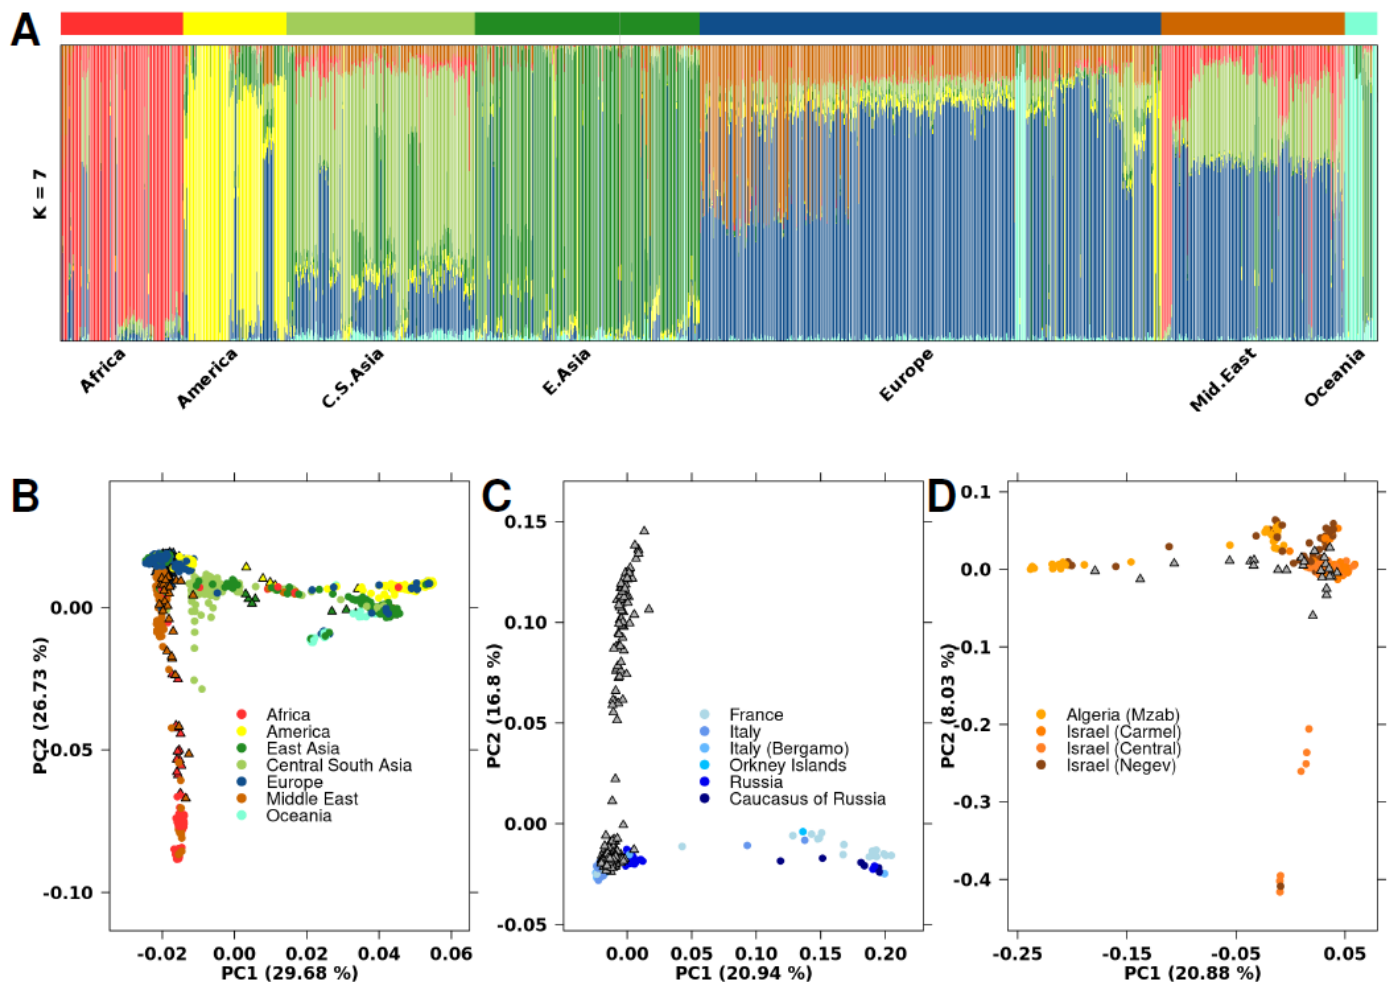 A
K = 7
Africa
America
C.S.Asia
E.Asia
Europe
Mid.East
Oceania
B
0.00
0.05
-0.10
PC2 (26.73 %)
Africa
America
East Asia
Central South Asia
Europe
Middle East
Oceania
-0.02 0.00 0.02 0.04 0.06
PC1 (29.68 %)
C
0.15
0.10
0.05
0.00
-0.05
PC2 (16.8 %)
France
Italy
Italy (Bergamo)
Orkney Islands
Russia
Caucasus of Russia
0.00 0.05 0.10 0.15 0.20
PC1 (20.94 %)
D
0.1
0.0
-0.1
-0.2
-0.3
-0.4
PC2 (8.03 %)
Algeria (Mzab)
Israel (Carmel)
Israel (Central)
Israel (Negev)
-0.25 -0.15 -0.05 0.05
PC1 (20.88 %)